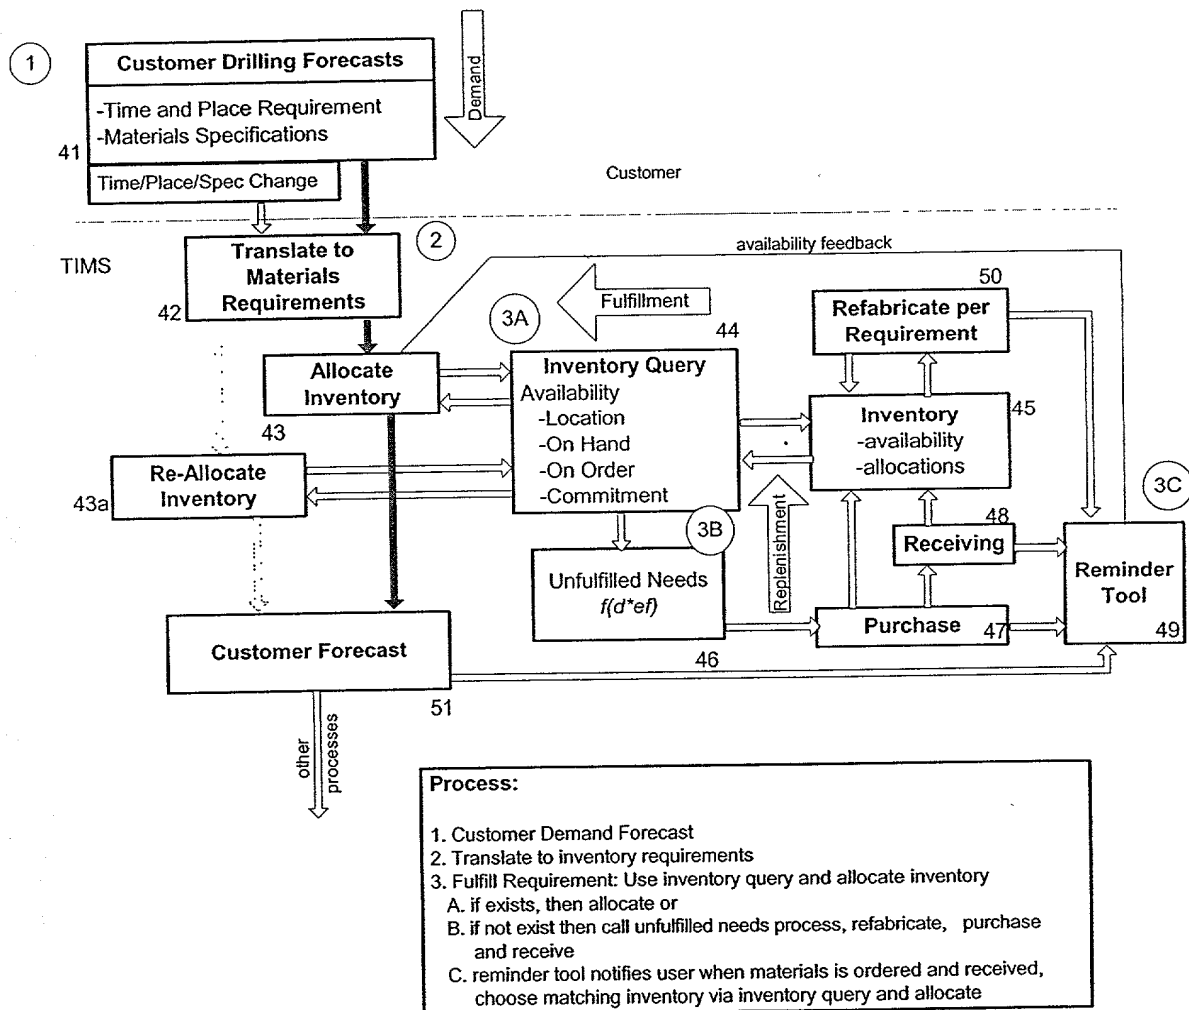 1
Customer Drilling Forecasts
-Time and Place Requirement
-Materials Specifications
41
Time/Place/Spec Change
Demand
Customer
TIMS
Translate to
Materials
Requirements
42
2
availability feedback
Fulfillment
3A
44
50
Refabricate per
Requirement
Allocate
Inventory
43
Inventory Query
Availability
-Location
-On Hand
-On Order
-Commitment
Inventory
-availability
-allocations
45
Re-Allocate
Inventory
43a
3B
3C
Replenishment
48
Receiving
Unfulfilled Needs
f(d*ef)
Reminder
Tool
49
Purchase
47
46
Customer Forecast
51
other
processes
Process:
1. Customer Demand Forecast
2. Translate to inventory requirements
3. Fulfill Requirement: Use inventory query and allocate inventory
A. if exists, then allocate or
B. if not exist then call unfulfilled needs process, refabricate, purchase
and receive
C. reminder tool notifies user when materials is ordered and received,
choose matching inventory via inventory query and allocate